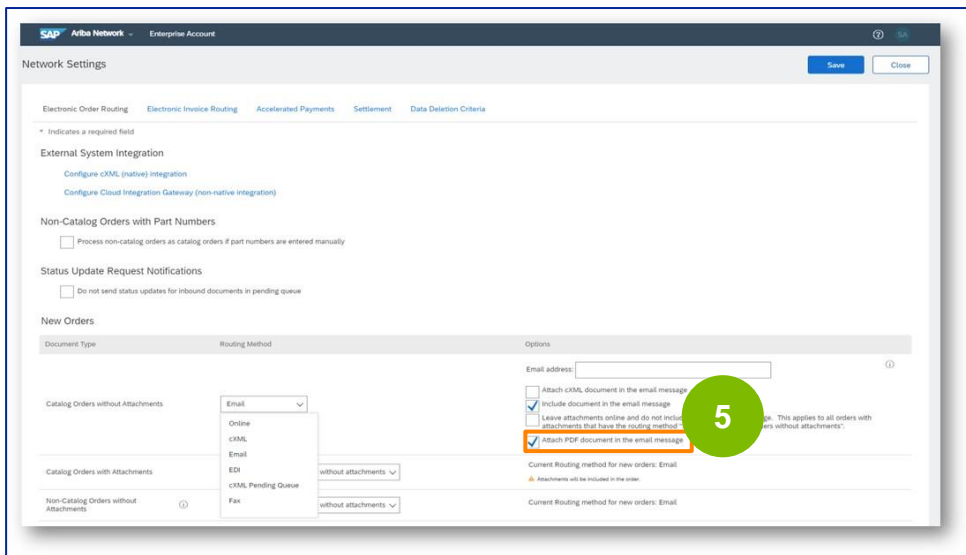 SAP Ariba Network Enterprise Account SA
Network Settings Save Close
Electronic Order Routing Electronic Invoice Routing Accelerated Payments Settlement Data Deletion Criteria
* Indicates a required field
External System Integration
Configure cXML (native) integration
Configure Cloud Integration Gateway (non-native integration)
Non-Catalog Orders with Part Numbers
Process non-catalog orders as catalog orders if part numbers are entered manually
Status Update Request Notifications
Do not send status updates for inbound documents in pending queue
New Orders
Document Type Routing Method Options
Email address:
Attach cXML document in the email message
Catalog Orders without Attachments Email Include document in the email message
Leave attachments online and do not includ ge. This applies to all orders with
attachments that have the routing method " ers without attachments".
5
Attach PDF document in the email message
Online
cXML
Email
EDI
cXML Pending Queue
Fax
Catalog Orders with Attachments without attachments Current Routing method for new orders: Email
Attachments will be included in the order.
Non-Catalog Orders without
Attachments without attachments Current Routing method for new orders: Email